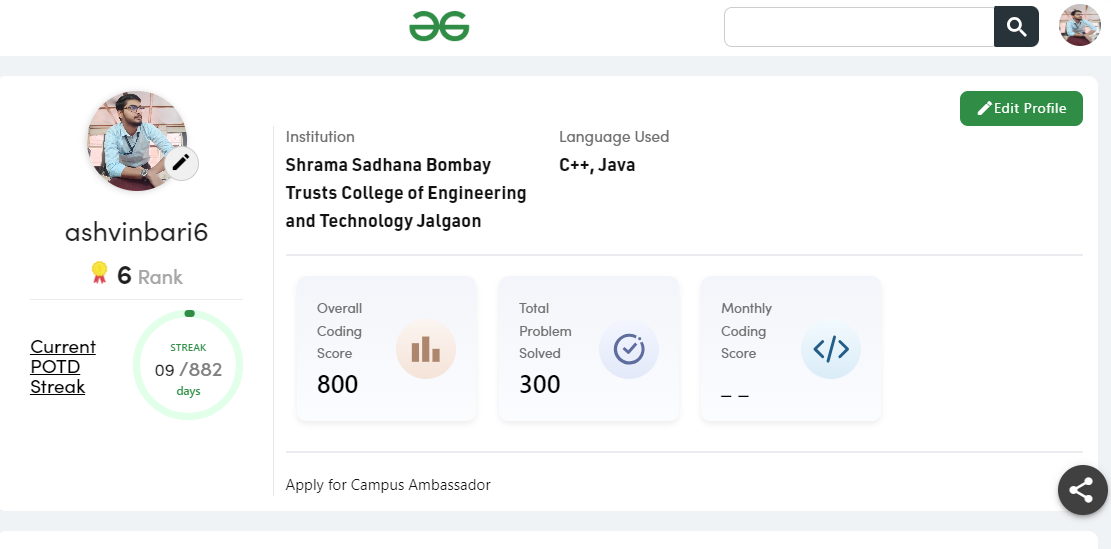 Edit Profile
ashvinbari6
6 Rank
Current
POTD
Streak
STREAK
09 /882
days
Institution
Shrama Sadhana Bombay
Trusts College of Engineering
and Technology Jalgaon
Language Used
C++, Java
Overall
Coding
Score
800
Total
Problem
Solved
300
Monthly
Coding
Score
_ _
Apply for Campus Ambassador